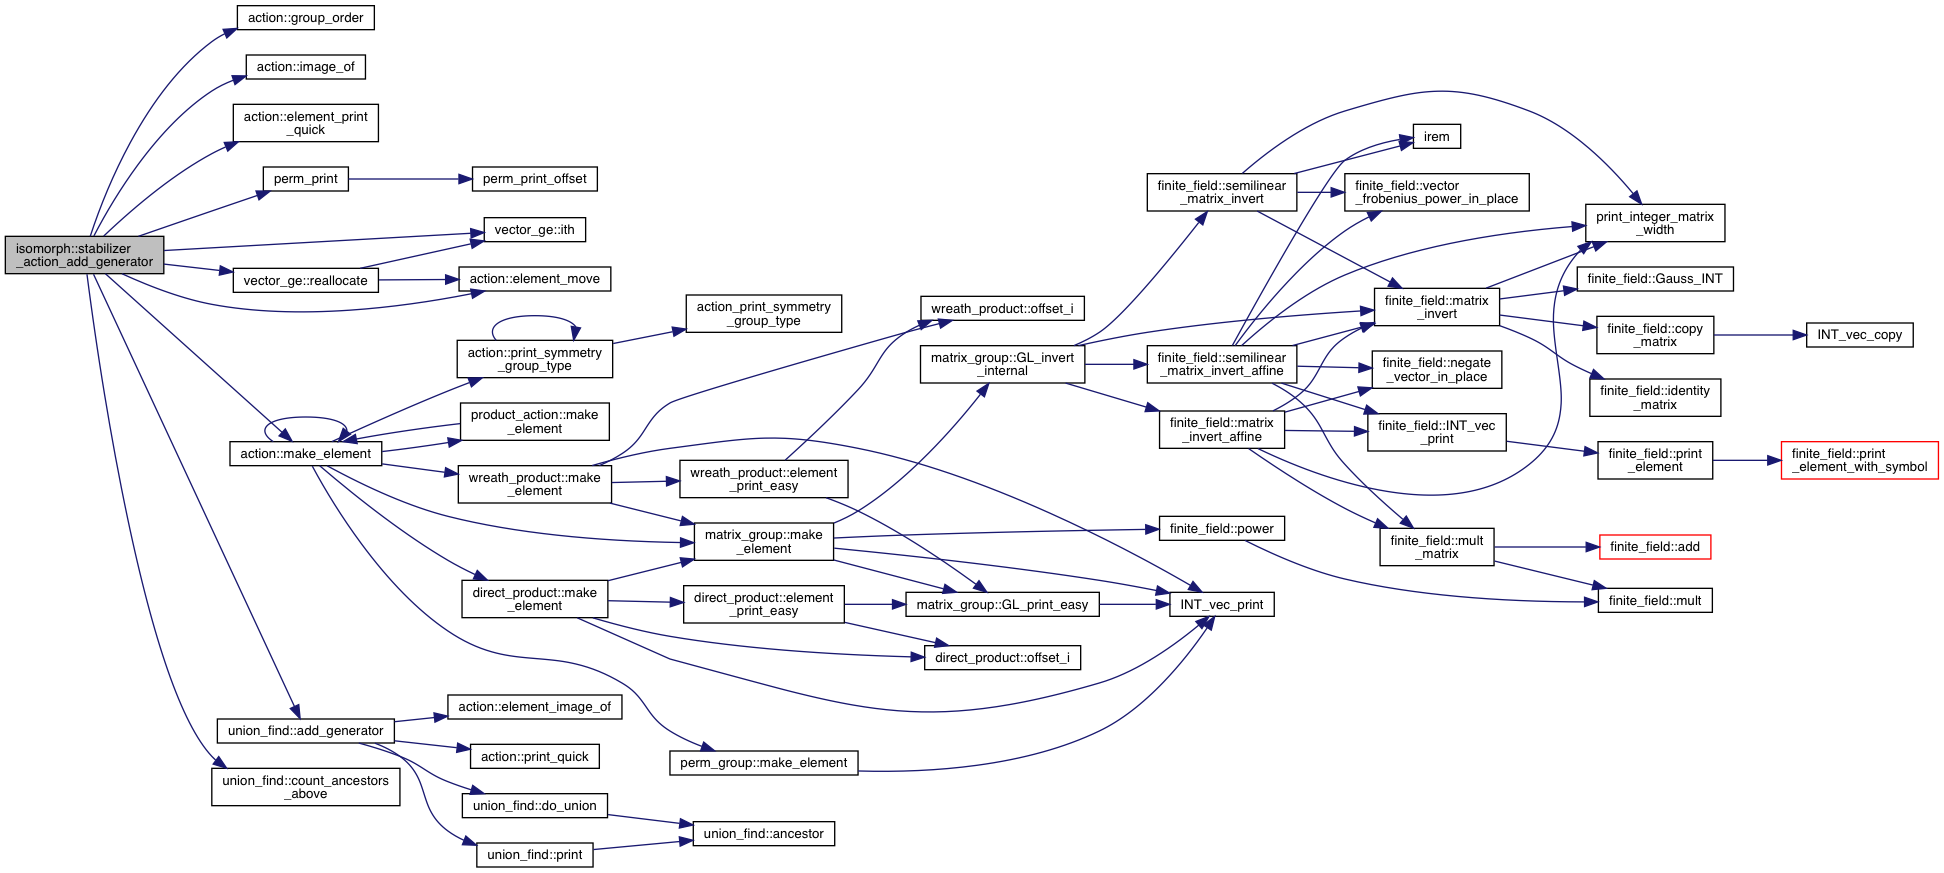 isomorph::stabilizer
_action_add_generator
action::group_order
action::image_of
action::element_print
_quick
perm_print
perm_print_offset
vector_ge::ith
vector_ge::reallocate
action::element_move
action::print_symmetry
_group_type
action_print_symmetry
_group_type
product_action::make
_element
action::make_element
wreath_product::make
_element
wreath_product::element
_print_easy
wreath_product::offset_i
matrix_group::make
_element
direct_product::make
_element
direct_product::element
_print_easy
matrix_group::GL_print_easy
direct_product::offset_i
perm_group::make_element
INT_vec_print
matrix_group::GL_invert
_internal
finite_field::semilinear
_matrix_invert
finite_field::semilinear
_matrix_invert_affine
finite_field::matrix
_invert_affine
finite_field::power
irem
finite_field::vector
_frobenius_power_in_place
finite_field::matrix
_invert
finite_field::negate
_vector_in_place
finite_field::INT_vec
_print
finite_field::mult
_matrix
print_integer_matrix
_width
finite_field::Gauss_INT
finite_field::copy
_matrix
INT_vec_copy
finite_field::identity
_matrix
finite_field::print
_element
finite_field::print
_element_with_symbol
finite_field::add
finite_field::mult
union_find::add_generator
union_find::count_ancestors
_above
action::element_image_of
action::print_quick
union_find::do_union
union_find::print
union_find::ancestor